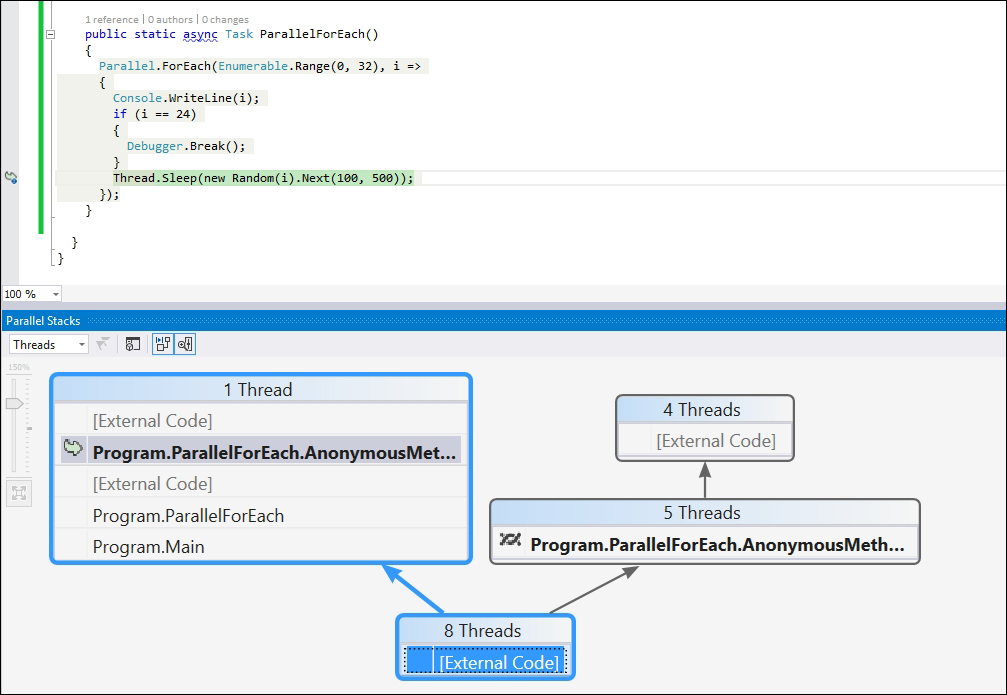 1 reference | 0 authors | 0 changes
public static async Task ParallelForEach()
{
Parallel.ForEach(Enumerable.Range(0, 32), i =>
{
Console.WriteLine(i);
if (i == 24)
{
Debugger.Break();
}
Thread.Sleep(new Random(i).Next(100, 500));
});
}
}
}
100 %
Parallel Stacks
Threads
150%
1 Thread
[External Code]
Program.ParallelForEach.AnonymousMet...
[External Code]
Program.ParallelForEach
Program.Main
4 Threads
[External Code]
5 Threads
Program.ParallelForEach.AnonymousMeth...
8 Threads
[External Code]